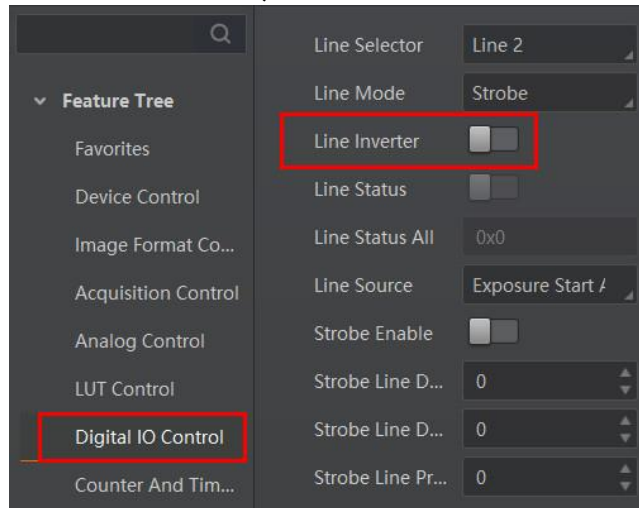 Feature Tree
Favorites
Device Control
Image Format Co...
Acquisition Control
Analog Control
LUT Control
Digital IO Control
Counter And Tim...
Line Selector Line 2
Line Mode Strobe
Line Inverter
Line Status
Line Status All 0x0
Line Source Exposure Start
Strobe Enable
Strobe Line D... 0
Strobe Line D... 0
Strobe Line Pr... 0